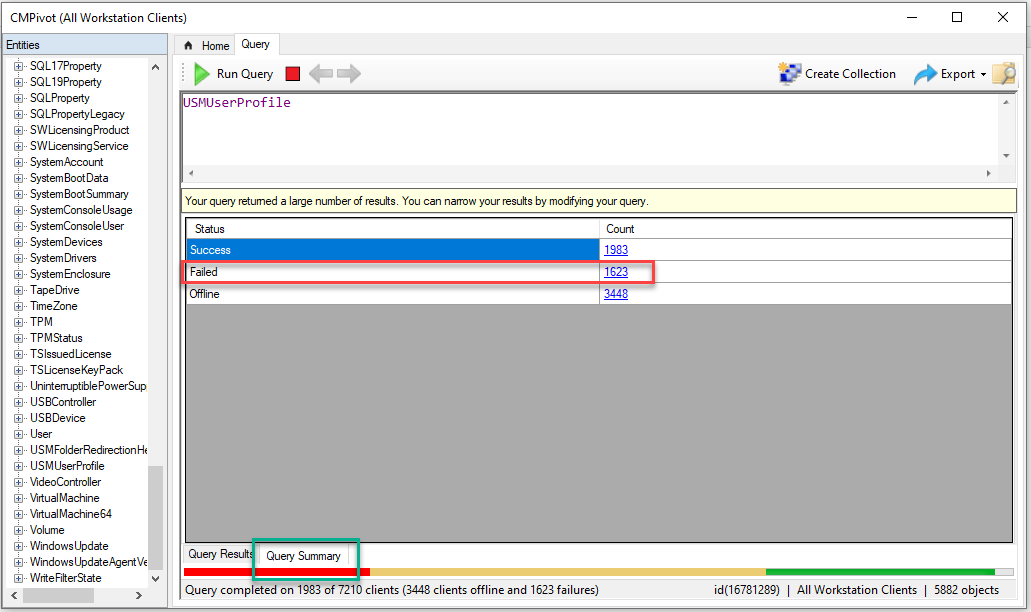 CMPivot (All Workstation Clients)
Entities
SQL17Property
SQL19Property
SQLProperty
SQLPropertyLegacy
SWLicensingProduct
SWLicensingService
SystemAccount
SystemBootData
SystemBootSummary
SystemConsoleUsage
SystemConsoleUser
SystemDevices
SystemDrivers
SystemEnclosure
TapeDrive
TimeZone
TPM
TPMStatus
TSIssuedLicense
TSLicenseKeyPack
UninterruptiblePowerSup
USBController
USBDevice
User
USMFolderRedirectionHe
USMUserProfile
VideoController
VirtualMachine
VirtualMachine64
Volume
WindowsUpdate
WindowsUpdateAgentVe
WriteFilterState
Home Query
Run Query Create Collection Export
USMUserProfile
Your query returned a large number of results. You can narrow your results by modifying your query.
Status Count
Success 1983
Failed 1623
Offline 3448
Query Results Query Summary
Query completed on 1983 of 7210 clients (3448 clients offline and 1623 failures) id(16781289) | All Workstation Clients | 5882 objects